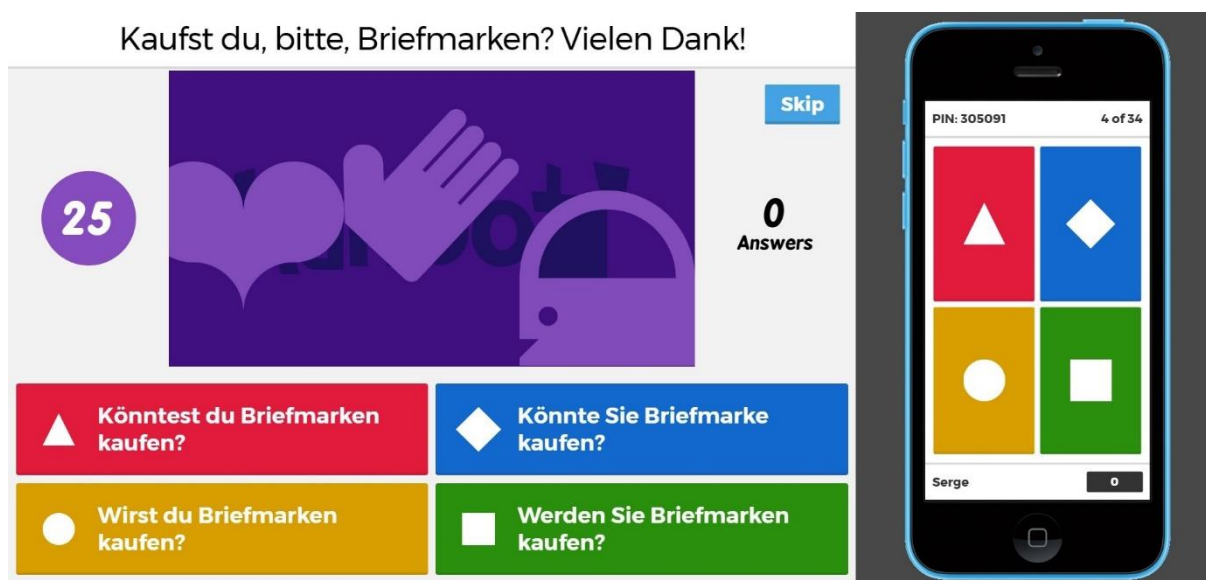 Kaufst du, bitte, Briefmarken? Vielen Dank!
Skip
25
0
Answers
Könntest du Briefmarken
kaufen?
Könnte Sie Briefmarke
kaufen?
Wirst du Briefmarken
kaufen?
Werden Sie Briefmarken
kaufen?
PIN: 305091
4 of 34
Serge
0